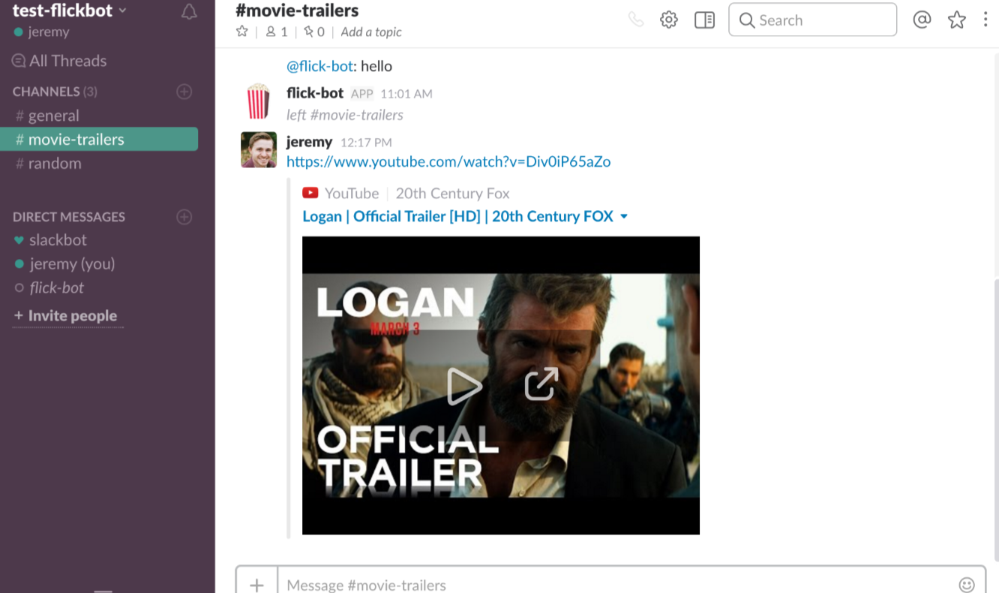 test-flickbot
jeremy
All Threads
CHANNELS (3)
# general
# movie-trailers
# random
DIRECT MESSAGES
slackbot
jeremy (you)
flick-bot
+ Invite people
#movie-trailers
1 | 0 | Add a topic
Search
@flick-bot: hello
flick-bot APP 11:01 AM
left #movie-trailers
jeremy 12:17 PM
https://www.youtube.com/watch?v=Div0iP65aZo
YouTube | 20th Century Fox
Logan | Official Trailer [HD] | 20th Century FOX
LOGAN
MARCH 3
OFFICIAL
TRAILER
+ Message #movie-trailers